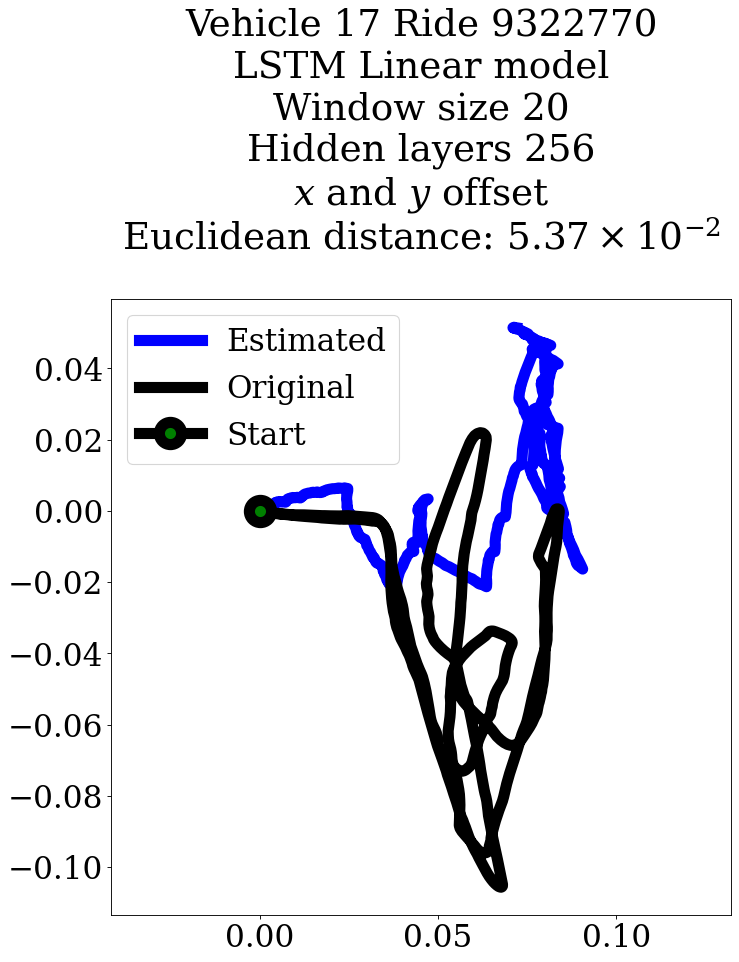 Vehicle 17 Ride 9322770
LSTM Linear model
Window size 20
Hidden layers 256
x and y offset
Euclidean distance: 5.37 × 10⁻²
Estimated
Original
Start
0.04
0.02
0.00
−0.02
−0.04
−0.06
−0.08
−0.10
0.00 0.05 0.10